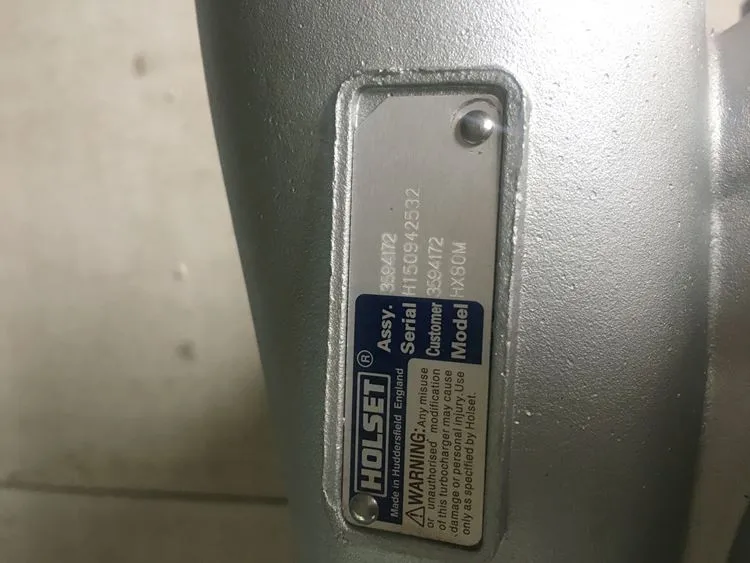 HOLSET ®
Made in Huddersfield England
Assy. 3594172
Serial H150942532
Customer 3594172
Model HX80M
⚠WARNING: Any misuse
or unauthorised modification
of this turbocharger may cause
damage or personal injury. Use
only as specified by Holset.